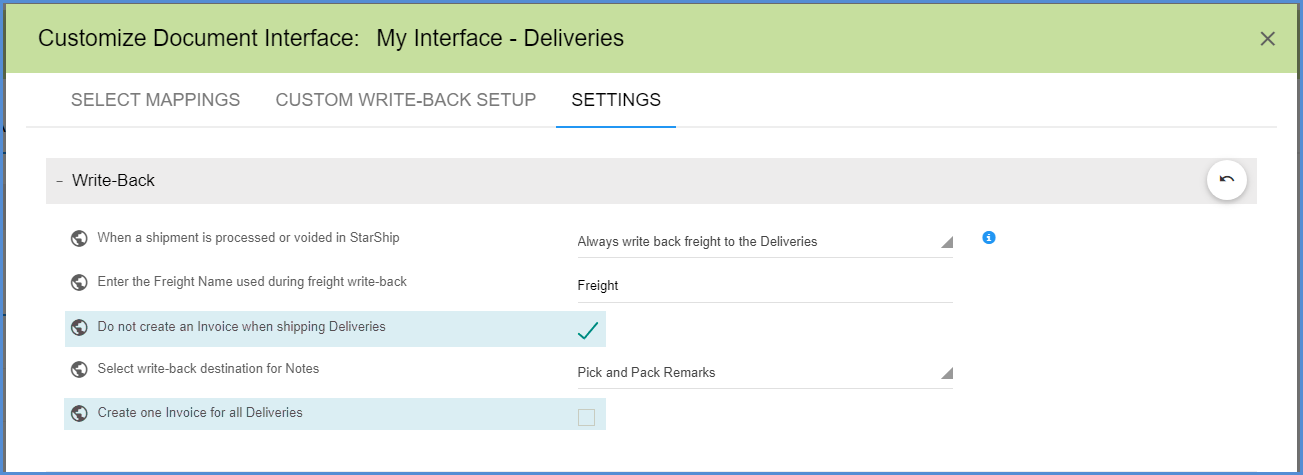 Customize Document Interface: My Interface - Deliveries
SELECT MAPPINGS CUSTOM WRITE-BACK SETUP SETTINGS
– Write-Back
When a shipment is processed or voided in StarShip Always write back freight to the Deliveries
Enter the Freight Name used during freight write-back Freight
Do not create an Invoice when shipping Deliveries
Select write-back destination for Notes Pick and Pack Remarks
Create one Invoice for all Deliveries